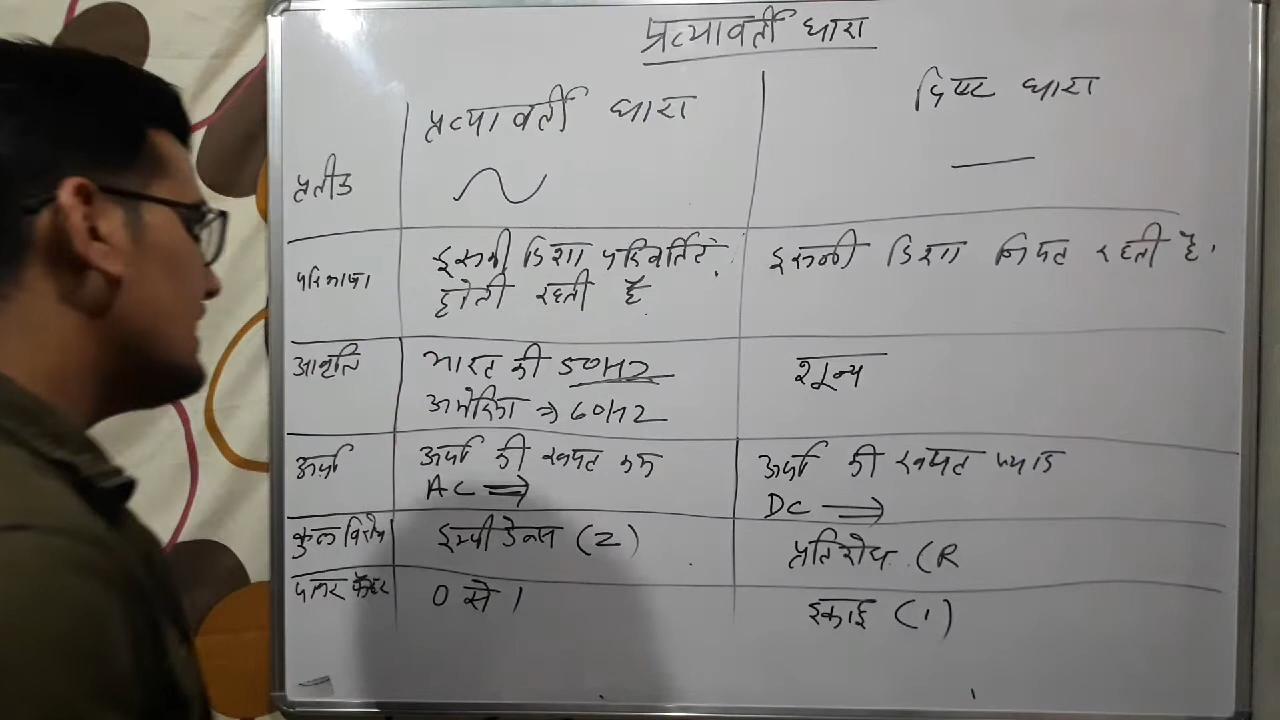 प्रत्यावर्ती धारा
प्रत्यावर्ती धारा
दिष्ट धारा
प्रतीक
परिभाषा
इसकी दिशा परिवर्तित
होती रहती है
इसकी दिशा नियत रहती है.
आवृत्ति
भारत की 50HZ
अमेरिका → 60HZ
शून्य
ऊर्जा
ऊर्जा की खपत कम
AC ⇒
ऊर्जा की खपत ज्याद
DC ⇒
कुल विरोध
इम्पीडेन्स (Z)
प्रतिरोध (R
पावर फैक्टर
0 से 1
इकाई (1)